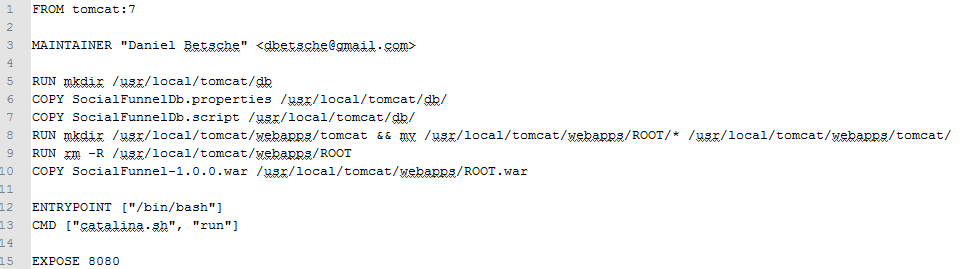 1 FROM tomcat:7
2
3 MAINTAINER "Daniel Betsche" <dbetsche@gmail.com>
4
5 RUN mkdir /usr/local/tomcat/db
6 COPY SocialFunnelDb.properties /usr/local/tomcat/db/
7 COPY SocialFunnelDb.script /usr/local/tomcat/db/
8 RUN mkdir /usr/local/tomcat/webapps/tomcat && mv /usr/local/tomcat/webapps/ROOT/* /usr/local/tomcat/webapps/tomcat/
9 RUN rm -R /usr/local/tomcat/webapps/ROOT
10 COPY SocialFunnel-1.0.0.war /usr/local/tomcat/webapps/ROOT.war
11
12 ENTRYPOINT ["/bin/bash"]
13 CMD ["catalina.sh", "run"]
14
15 EXPOSE 8080